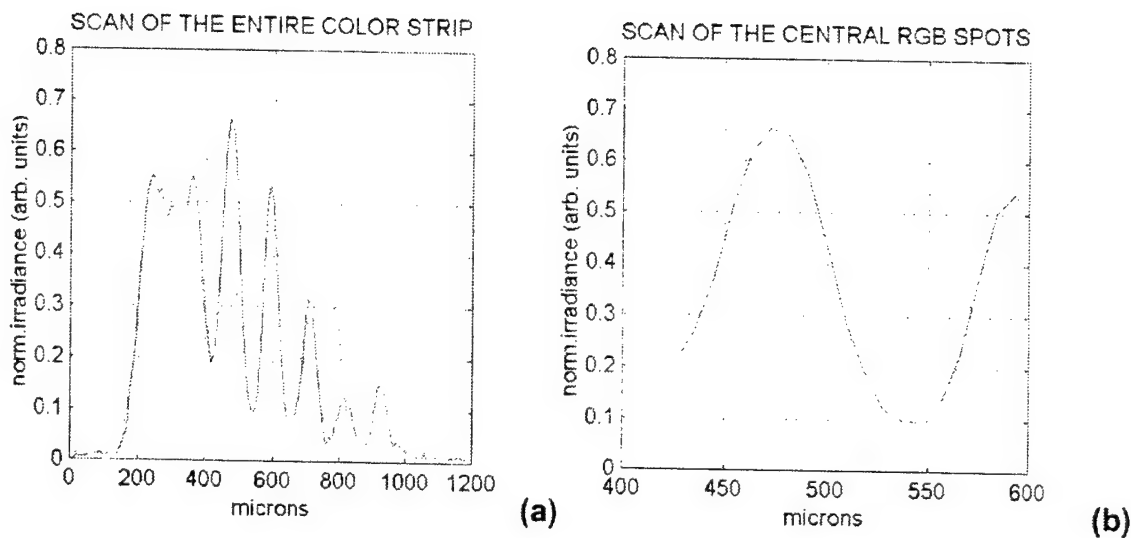 SCAN OF THE ENTIRE COLOR STRIP
0.8
0.7
0.6
0.5
0.4
0.3
0.2
0.1
0
norm.irradiance (arb. units)
0 200 400 600 800 1000 1200
microns
(a)
SCAN OF THE CENTRAL RGB SPOTS
0.8
0.7
0.6
0.5
0.4
0.3
0.2
0.1
0
norm.irradiance (arb. units)
400 450 500 550 600
microns
(b)